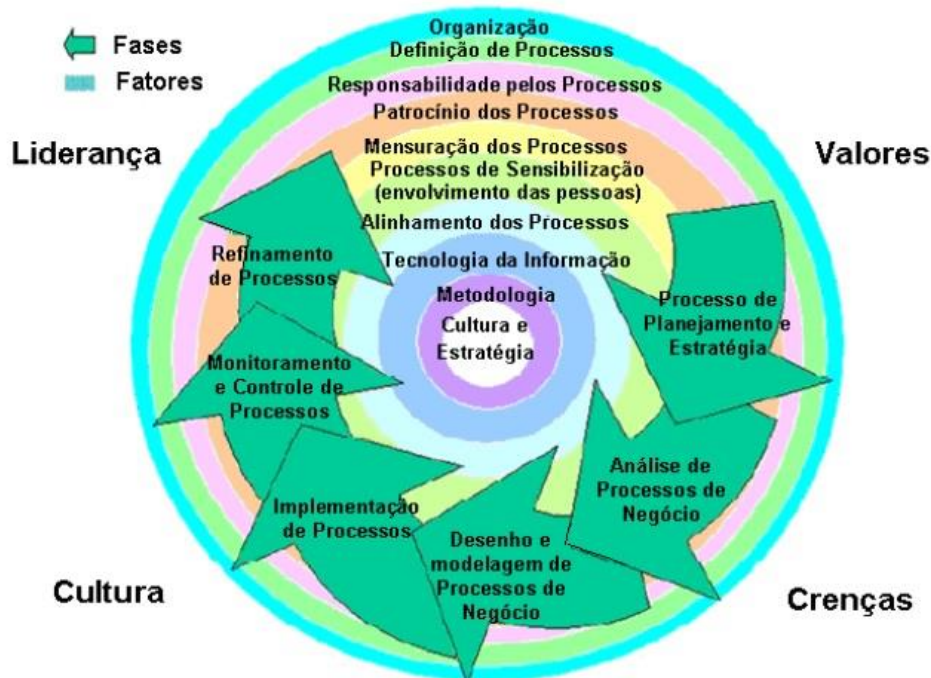 Fases
Fatores
Organização
Definição de Processos
Responsabilidade pelos Processos
Patrocínio dos Processos
Mensuração dos Processos
Processos de Sensibilização
(envolvimento das pessoas)
Alinhamento dos Processos
Tecnologia da Informação
Metodologia
Cultura e
Estratégia
Liderança
Valores
Cultura
Crenças
Processo de
Planejamento e
Estratégia
Análise de
Processos de
Negócio
Desenho e
modelagem de
Processos de
Negócio
Implementação
de Processos
Monitoramento
e Controle de
Processos
Refinamento
de Processos